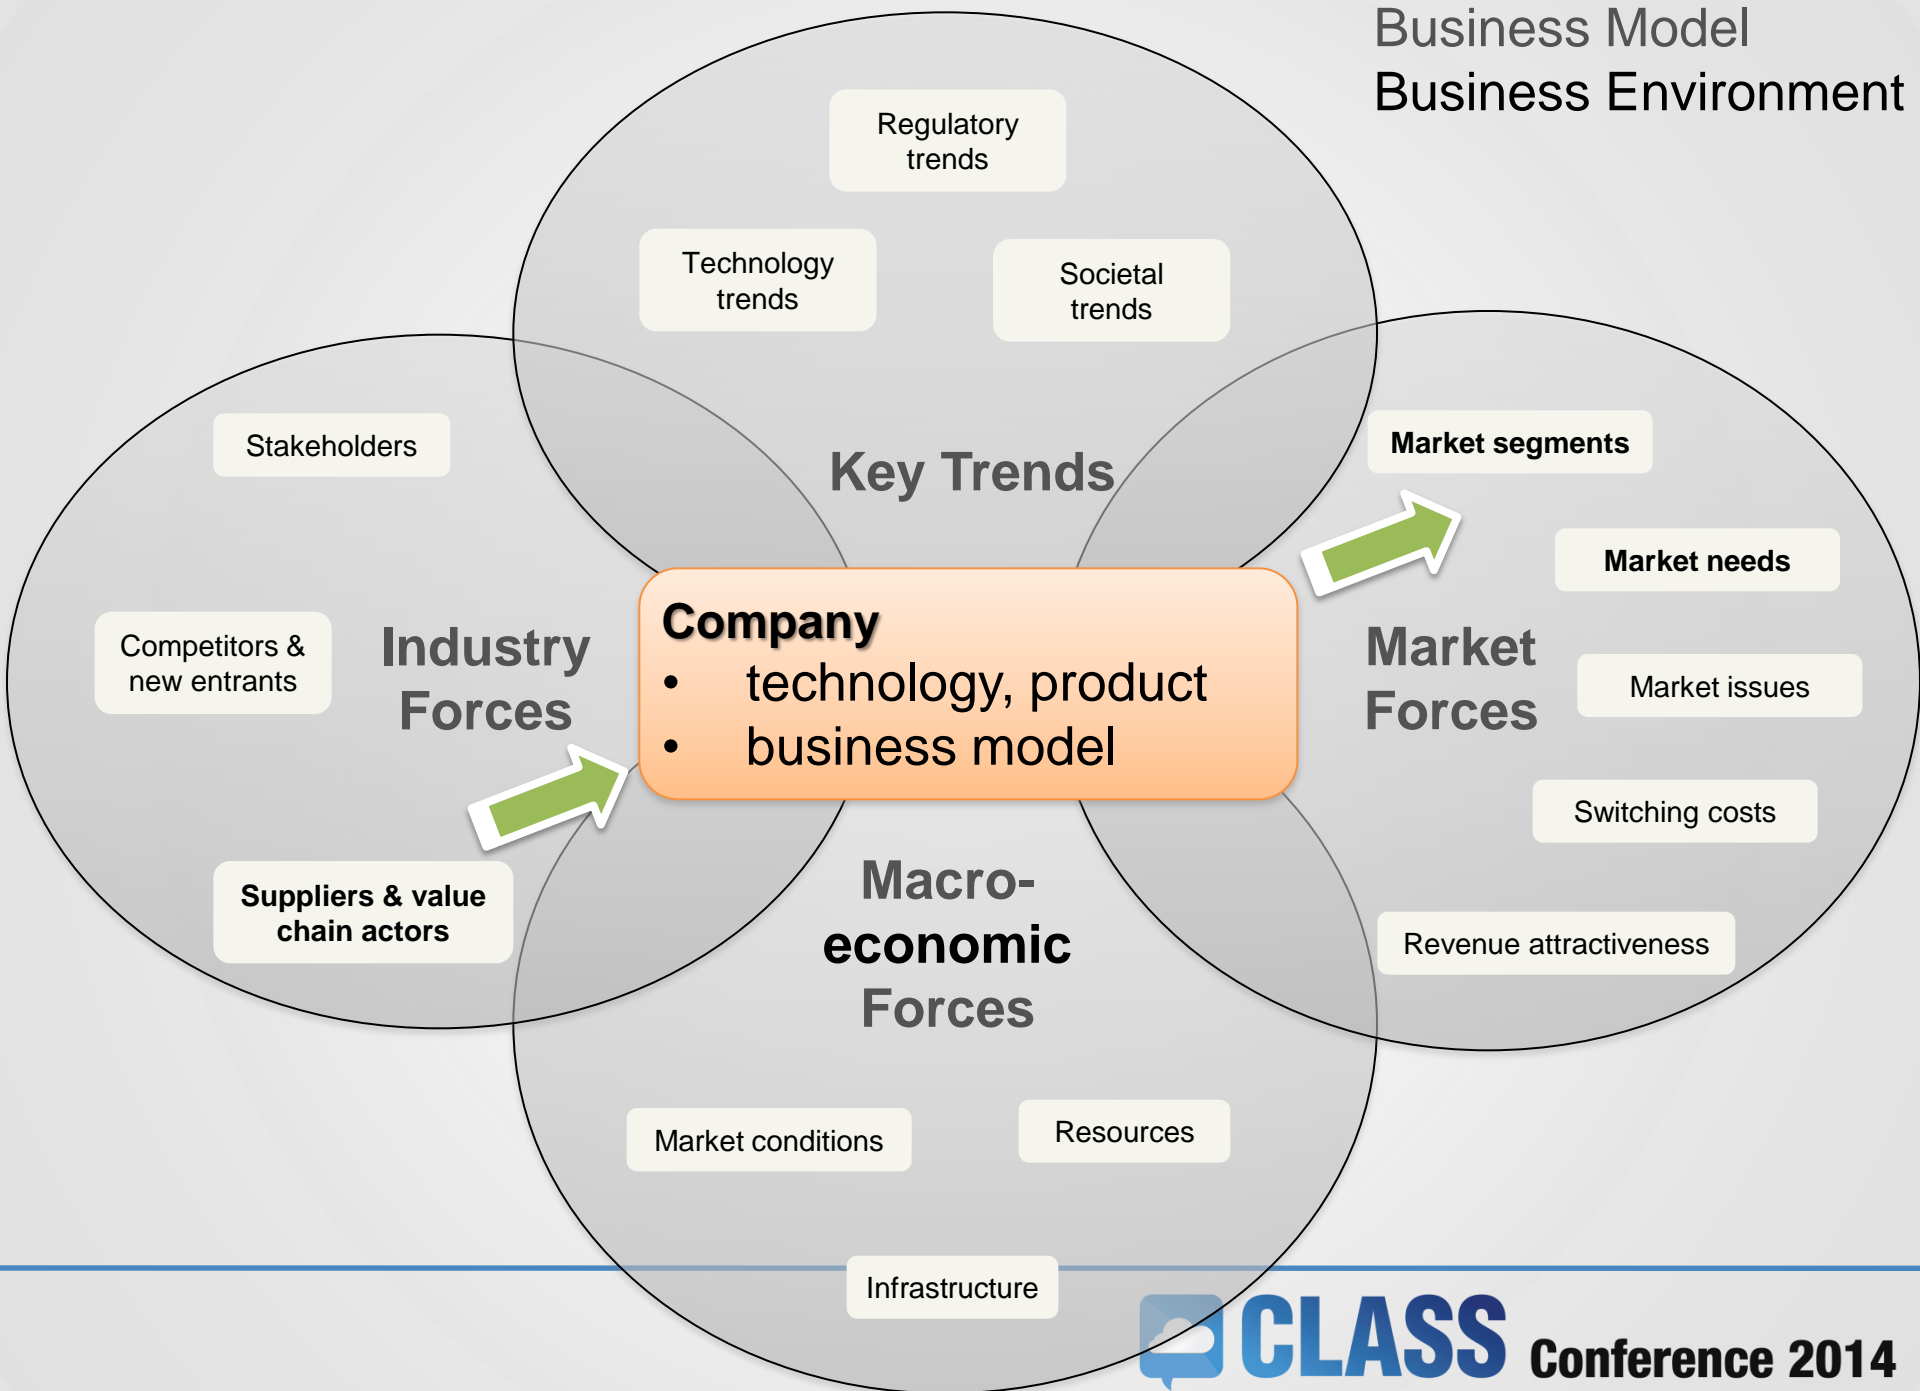 Business Model
Business Environment
Regulatory
trends
Technology
trends
Societal
trends
Key Trends
Stakeholders
Competitors &
new entrants
Industry
Forces
Suppliers & value
chain actors
Company
• technology, product
• business model
Market segments
Market needs
Market
Forces
Market issues
Switching costs
Revenue attractiveness
Macro-
economic
Forces
Market conditions
Resources
Infrastructure
CLASS Conference 2014